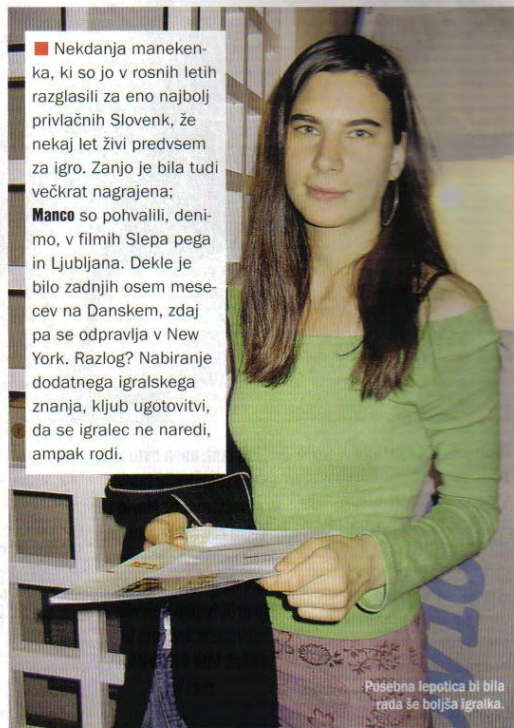 Nekdanja maneken-
ka, ki so jo v rosnih letih
razglasili za eno najbolj
privlačnih Slovenk, že
nekaj let živi predvsem
za igro. Zanjo je bila tudi
večkrat nagrajena;
Manco so pohvalili, deni-
mo, v filmih Slepa pega
in Ljubljana. Dekle je
bilo zadnjih osem mese-
cev na Danskem, zdaj
pa se odpravlja v New
York. Razlog? Nabiranje
dodatnega igralskega
znanja, kljub ugotovitvi,
da se igralec ne naredi,
ampak rodi.
Posebna lepotica bi bila
rada še boljša igralka.